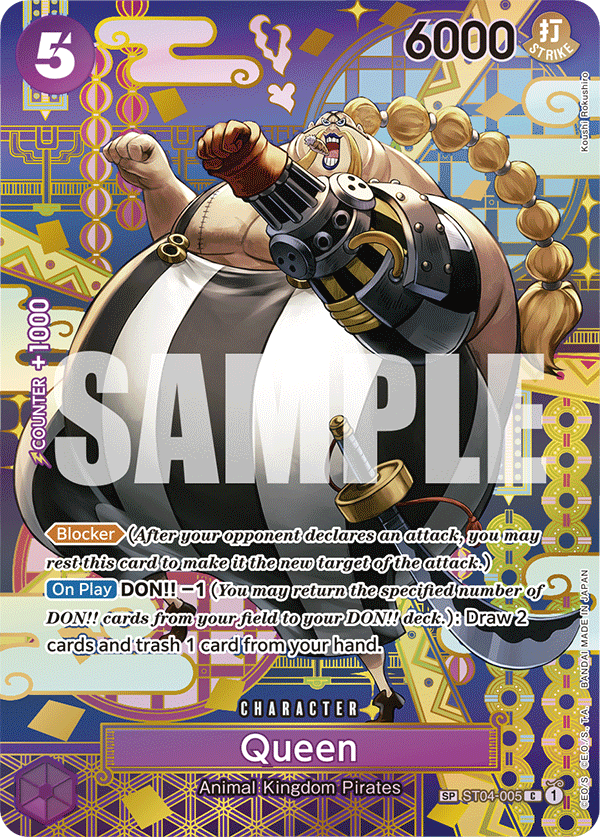 5
6000
打
STRIKE
Koushi Rokushiro
COUNTER +1000
SAMPLE
Blocker (After your opponent declares an attack, you may
rest this card to make it the new target of the attack.)
On Play DON!! −1 (You may return the specified number of
DON!! cards from your field to your DON!! deck.): Draw 2
cards and trash 1 card from your hand.
CHARACTER
Queen
Animal Kingdom Pirates
SP ST04-005 C 1
©E.O./S. ©E.O./S., T.A. BANDAI MADE IN JAPAN